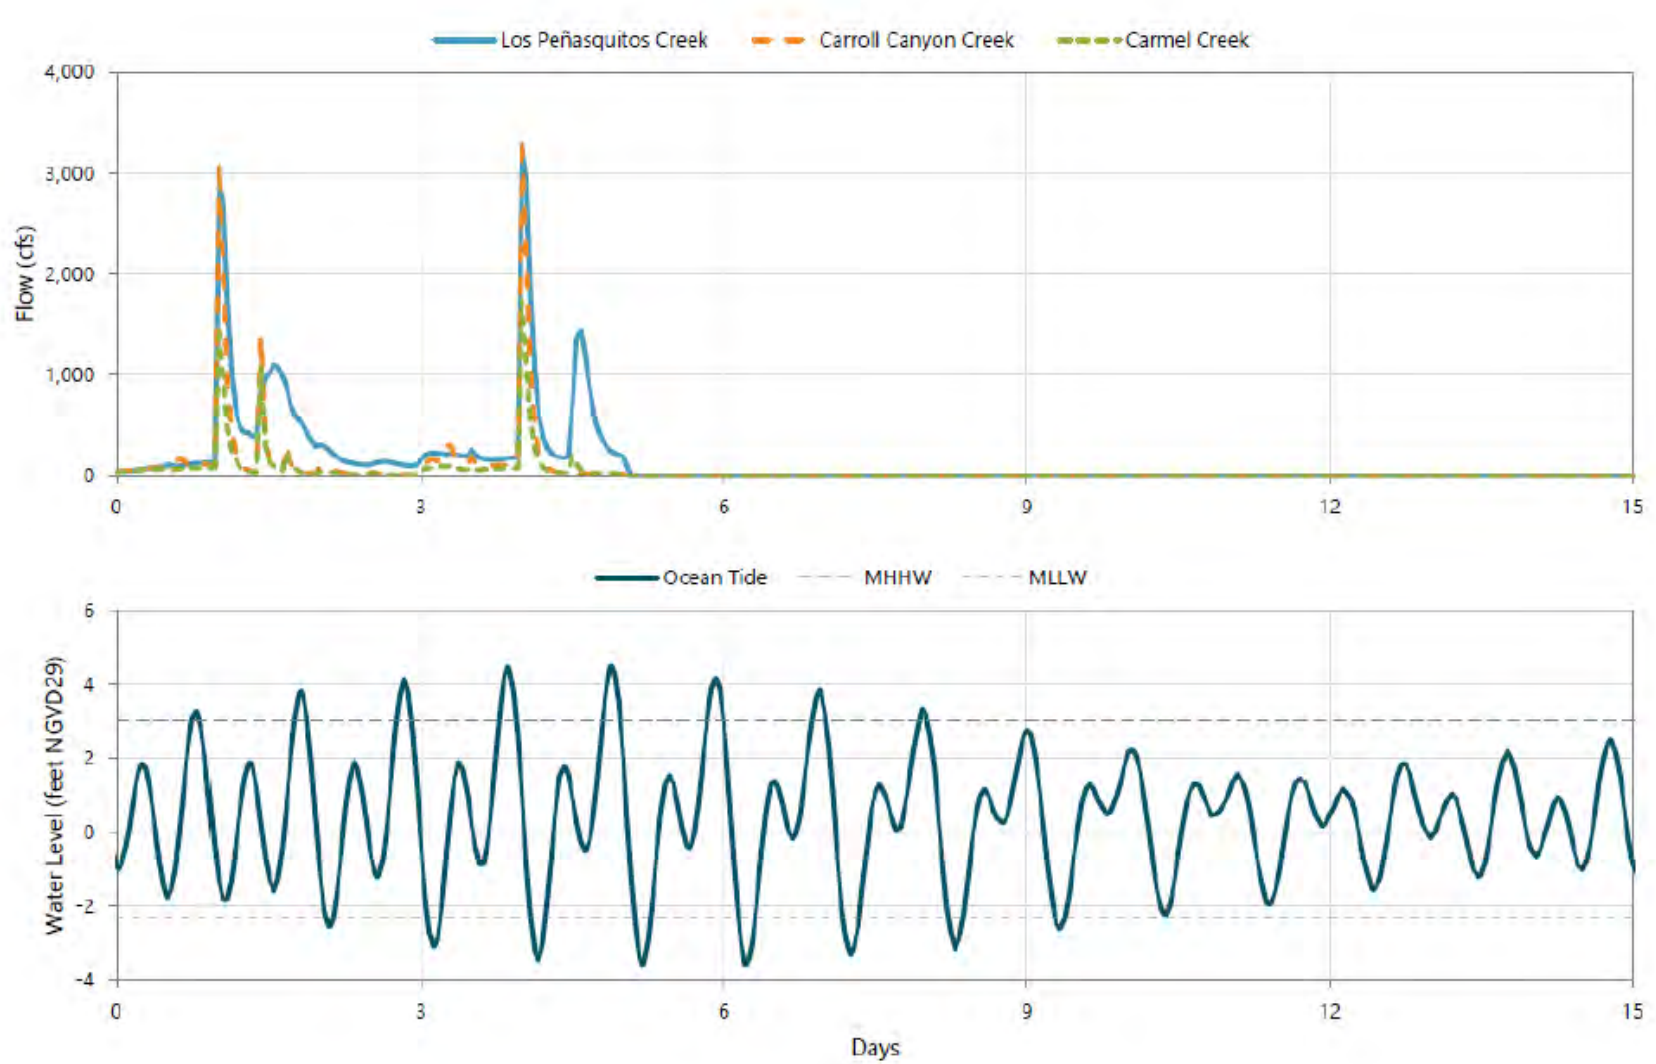 Los Peñasquitos Creek Carroll Canyon Creek Carmel Creek
4,000
3,000
2,000
1,000
0
Flow (cfs)
0 3 6 9 12 15
Ocean Tide MHHW MLLW
6
4
2
0
-2
-4
Water Level (feet NGVD29)
0 3 6 9 12 15
Days